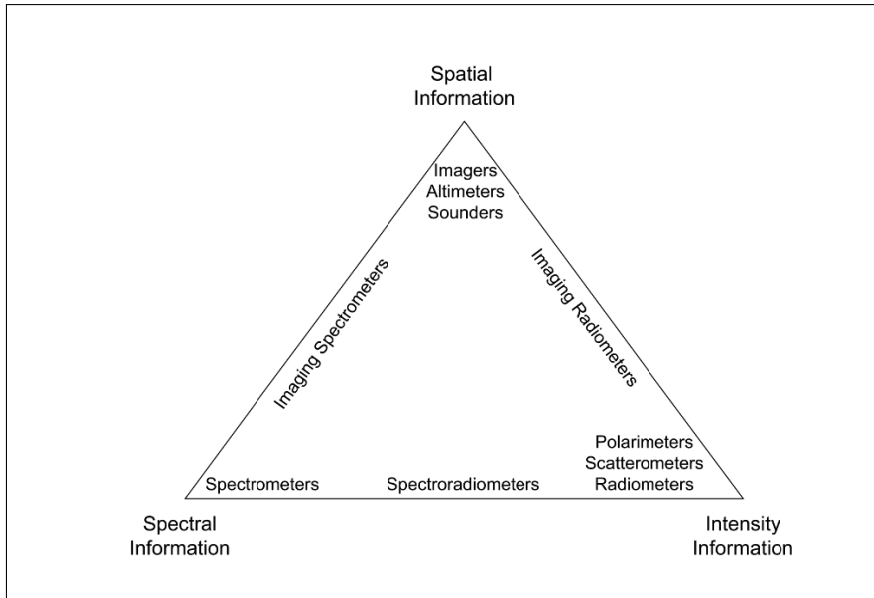 Spatial
Information
Imagers
Altimeters
Sounders
Imaging Spectrometers
Imaging Radiometers
Polarimeters
Scatterometers
Radiometers
Spectrometers
Spectroradiometers
Spectral
Information
Intensity
Information